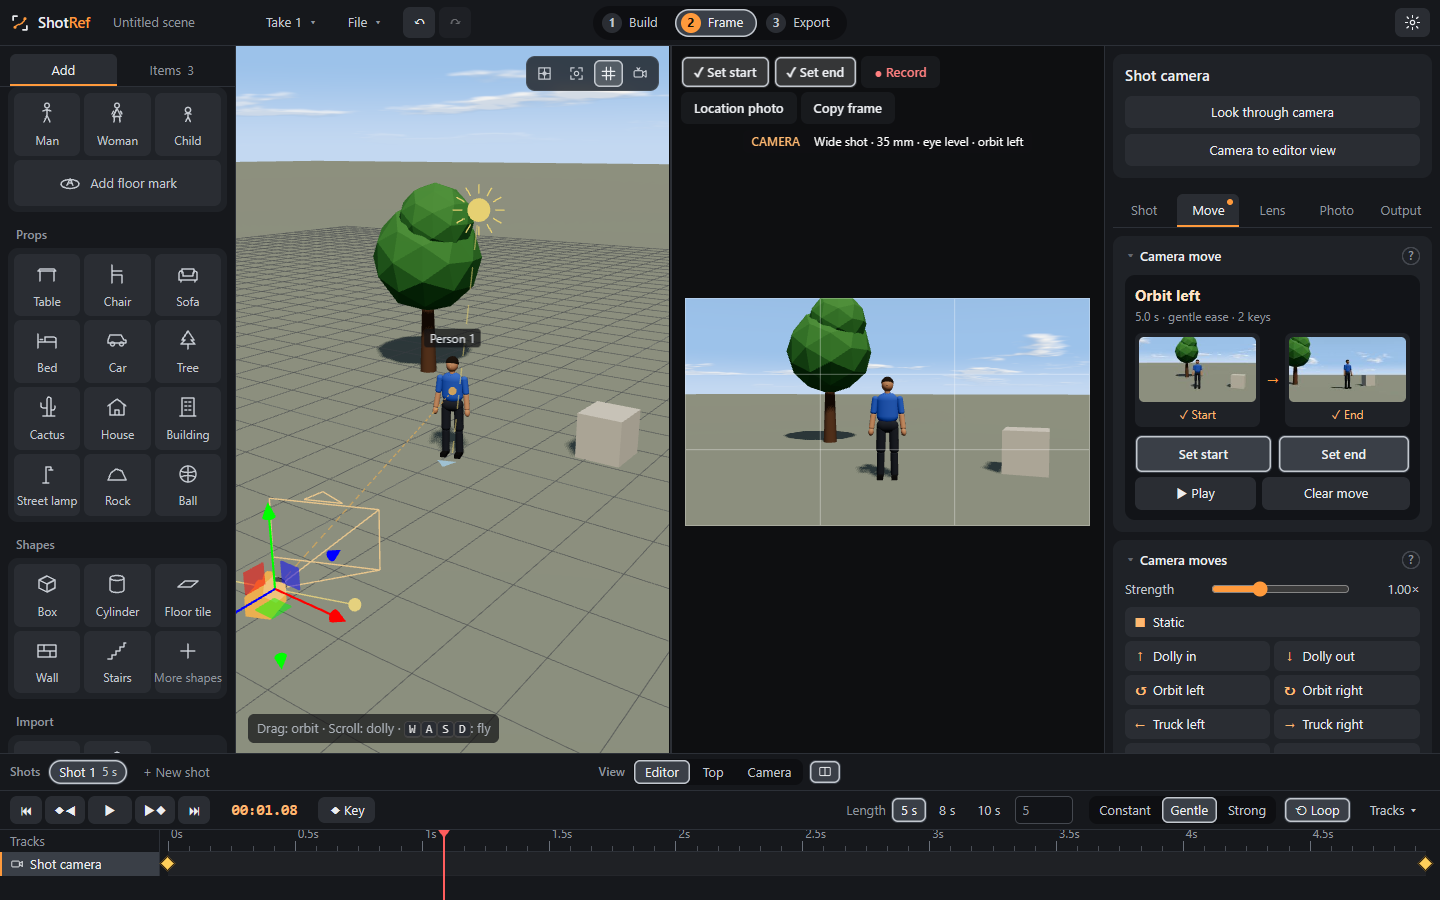 ShotRef Untitled scene Take 1 File 1 Build 2 Frame 3 Export
Add Items 3
Man Woman Child
Add floor mark
Props
Table Chair Sofa
Bed Car Tree
Cactus House Building
Street lamp Rock Ball
Shapes
Box Cylinder Floor tile
Wall Stairs More shapes
Import
Person 1
Drag: orbit · Scroll: dolly · W A S D : fly
✓ Set start ✓ Set end ● Record
Location photo Copy frame
CAMERA Wide shot · 35 mm · eye level · orbit left
Shot camera
Look through camera
Camera to editor view
Shot Move Lens Photo Output
Camera move ?
Orbit left
5.0 s · gentle ease · 2 keys
→
✓ Start ✓ End
Set start Set end
▶ Play Clear move
Camera moves ?
Strength 1.00×
Static
↑ Dolly in ↓ Dolly out
↺ Orbit left ↻ Orbit right
← Truck left → Truck right
Shots Shot 1 5 s + New shot View Editor Top Camera
00:01.08 ◆ Key Length 5 s 8 s 10 s 5 Constant Gentle Strong Loop Tracks
Tracks 0s 0.5s 1s 1.5s 2s 2.5s 3s 3.5s 4s 4.5s
Shot camera